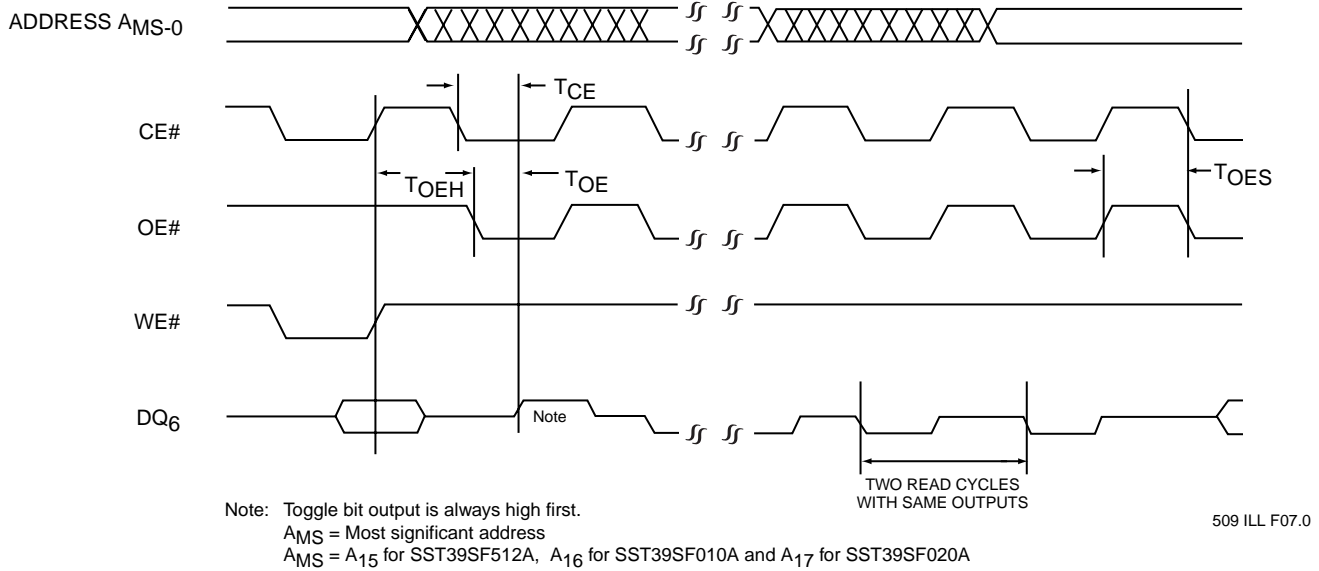 ADDRESS AMS-0
TCE
CE#
TOEH
TOE
TOES
OE#
WE#
DQ6
Note
TWO READ CYCLES
WITH SAME OUTPUTS
Note: Toggle bit output is always high first.
AMS = Most significant address
AMS = A15 for SST39SF512A, A16 for SST39SF010A and A17 for SST39SF020A
509 ILL F07.0